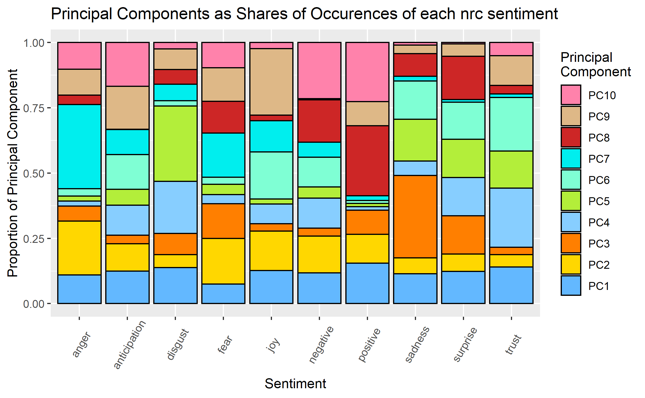 Principal Components as Shares of Occurences of each nrc sentiment
Proportion of Principal Component
1.00
0.75
0.50
0.25
0.00
anger
anticipation
disgust
fear
joy
negative
positive
sadness
surprise
trust
Sentiment
Principal
Component
PC10
PC9
PC8
PC7
PC6
PC5
PC4
PC3
PC2
PC1